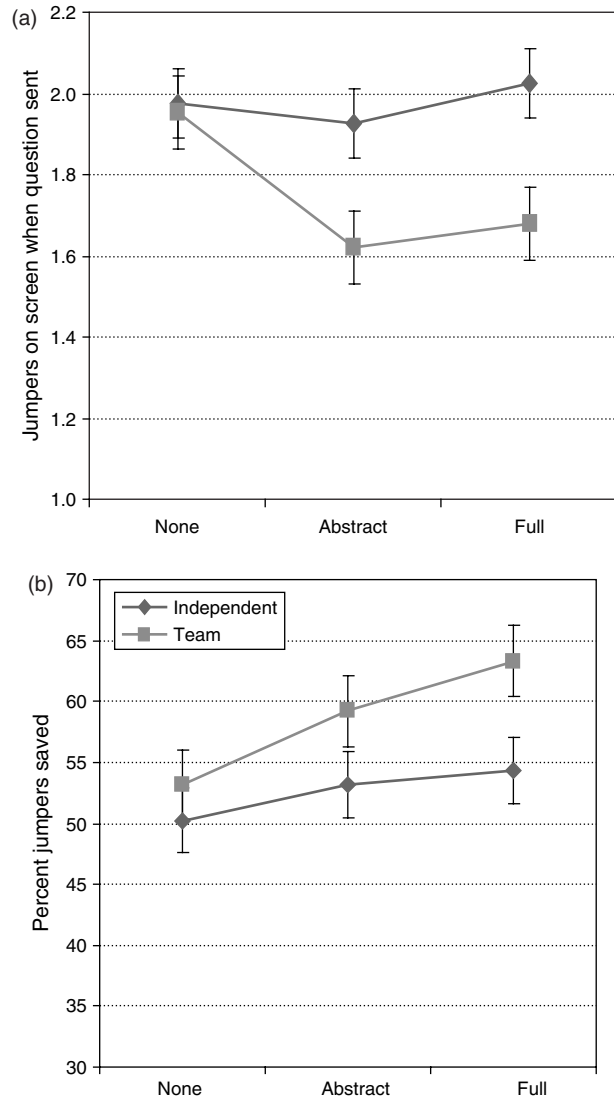 (a)
Jumpers on screen when question sent
2.2
2.0
1.8
1.6
1.4
1.2
1.0
None Abstract Full
(b)
Percent jumpers saved
70
65
60
55
50
45
40
35
30
Independent
Team
None Abstract Full